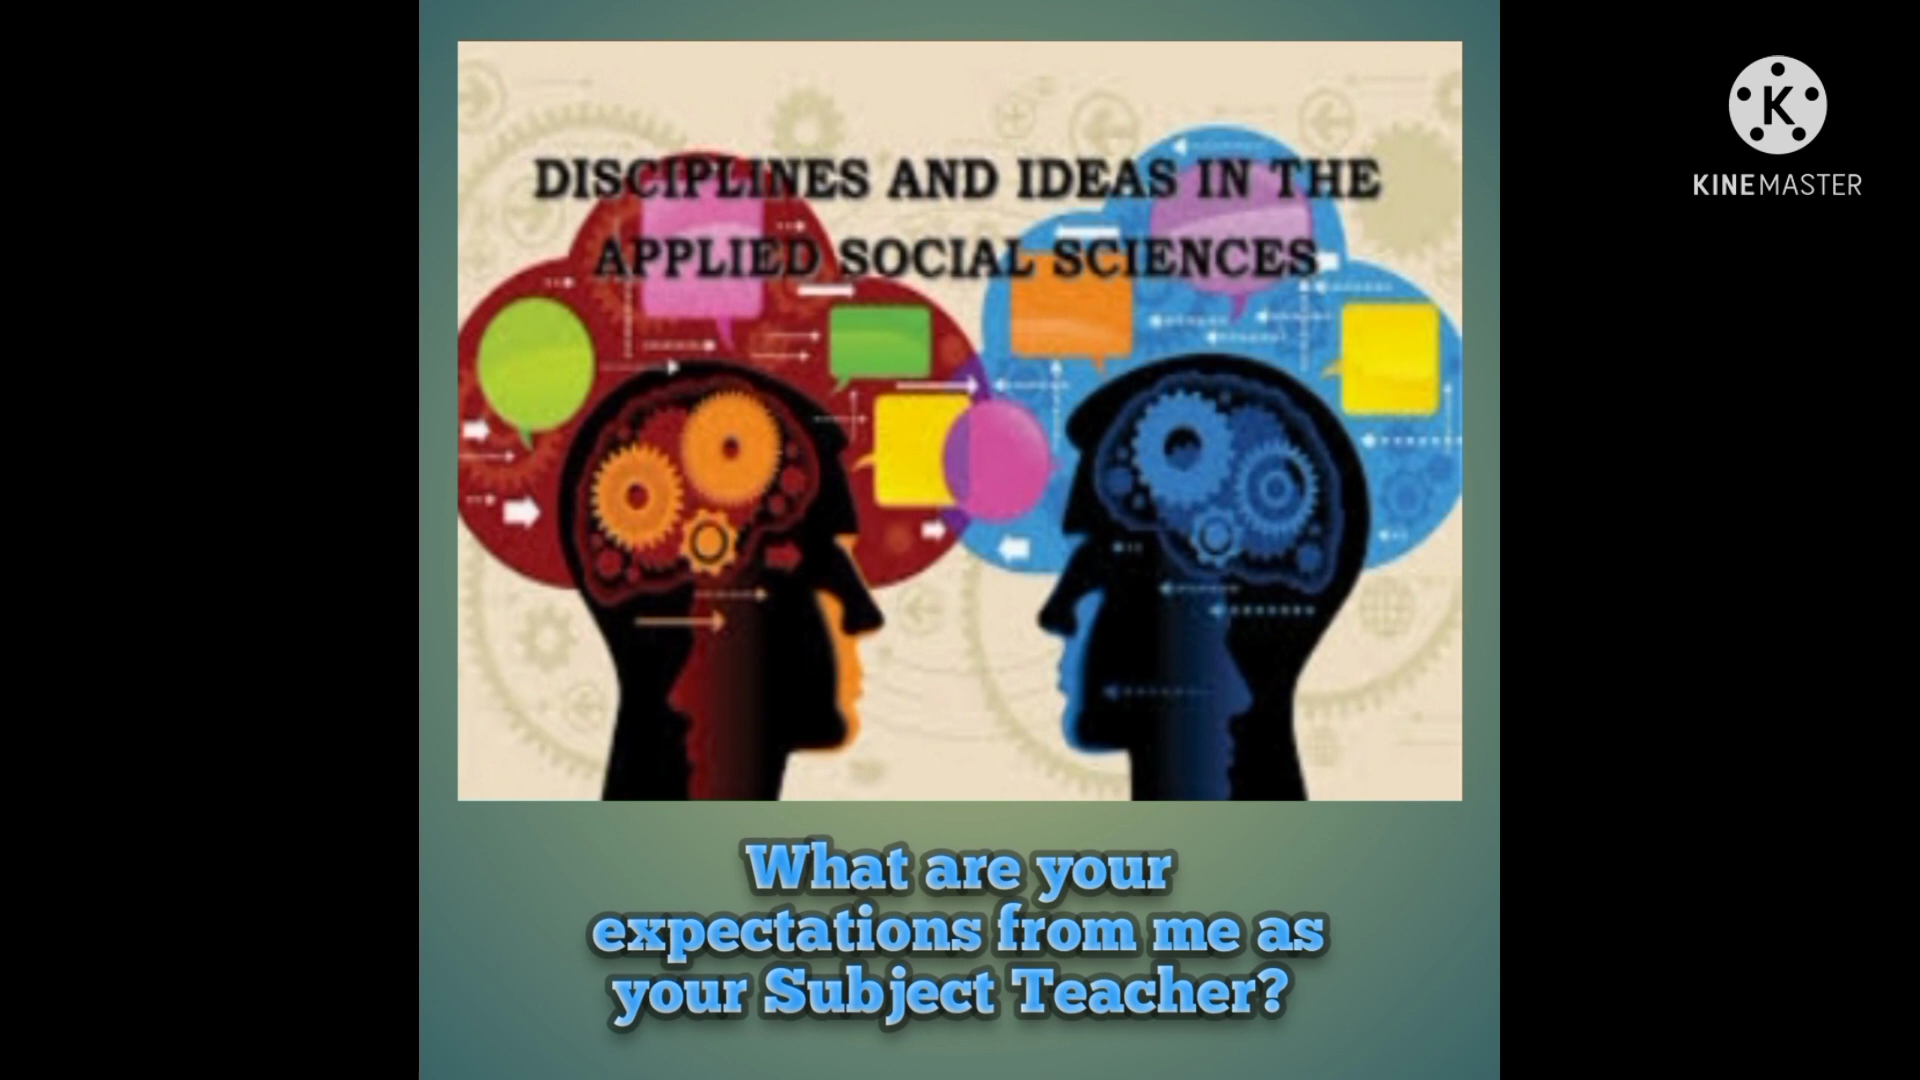 DISCIPLINES AND IDEAS IN THE
APPLIED SOCIAL SCIENCES
K
KINEMASTER
What are your
expectations from me as
your Subject Teacher?